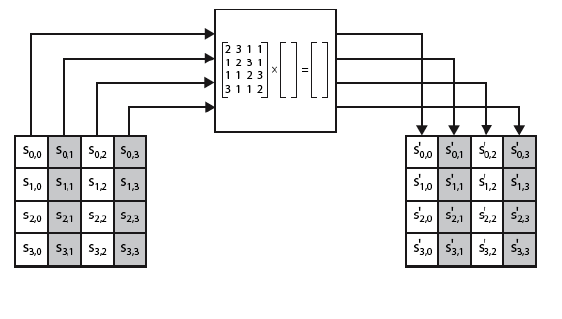 2 3 1 1
1 2 3 1
1 1 2 3
3 1 1 2
× =
S0,0 S0,1 S0,2 S0,3
S1,0 S1,1 S1,2 S1,3
S2,0 S2,1 S2,2 S2,3
S3,0 S3,1 S3,2 S3,3
S'0,0 S'0,1 S'0,2 S'0,3
S'1,0 S'1,1 S'1,2 S'1,3
S'2,0 S'2,1 S'2,2 S'2,3
S'3,0 S'3,1 S'3,2 S'3,3